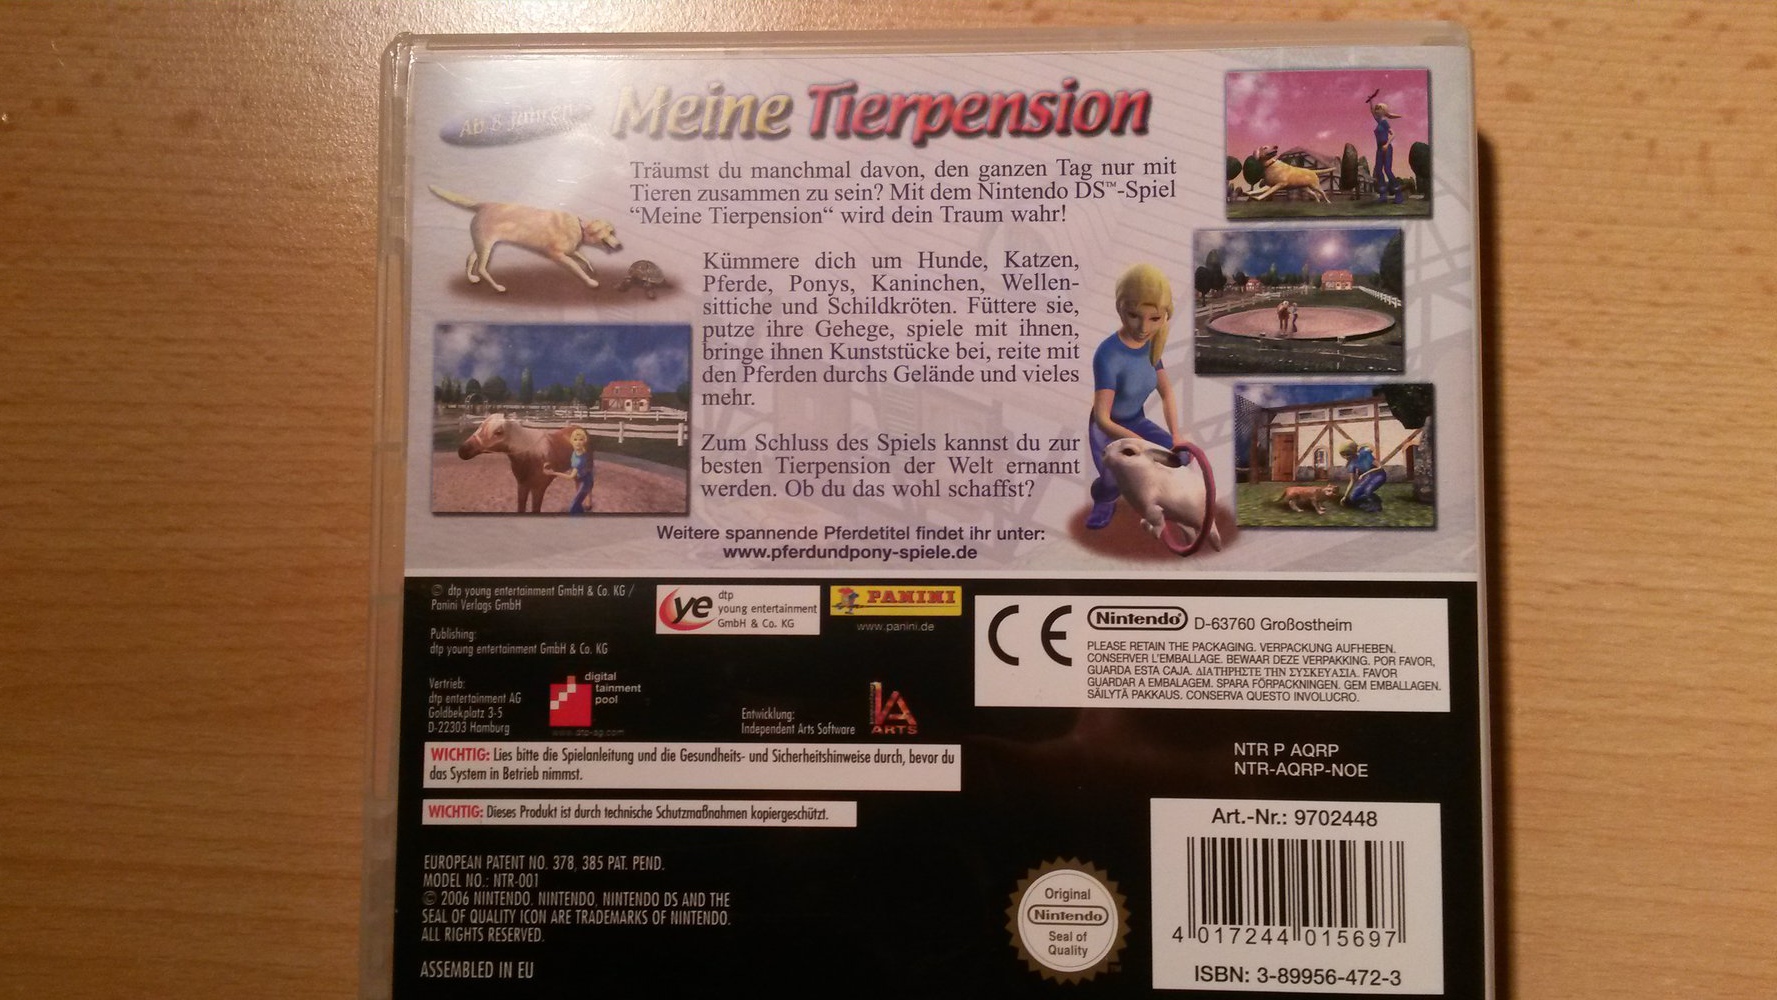 Ab 8 Jahren
Meine Tierpension
Träumst du manchmal davon, den ganzen Tag nur mit
Tieren zusammen zu sein? Mit dem Nintendo DS™-Spiel
“Meine Tierpension“ wird dein Traum wahr!
Kümmere dich um Hunde, Katzen,
Pferde, Ponys, Kaninchen, Wellen-
sittiche und Schildkröten. Füttere sie,
putze ihre Gehege, spiele mit ihnen,
bringe ihnen Kunststücke bei, reite mit
den Pferden durchs Gelände und vieles
mehr.
Zum Schluss des Spiels kannst du zur
besten Tierpension der Welt ernannt
werden. Ob du das wohl schaffst?
Weitere spannende Pferdetitel findet ihr unter:
www.pferdundpony-spiele.de
© dtp young entertainment GmbH & Co. KG /
Panini Verlags GmbH
Publishing:
dtp young entertainment GmbH & Co. KG
Vertrieb:
dtp entertainment AG
Goldbekplatz 3-5
D-22303 Hamburg
digital
tainment
pool
www.dtp-ag.com
ye
dtp
young entertainment
GmbH & Co. KG
PANINI
www.panini.de
Entwicklung:
Independent Arts Software
IA
ARTS
CE
Nintendo® D-63760 Großostheim
PLEASE RETAIN THE PACKAGING. VERPACKUNG AUFHEBEN.
CONSERVER L'EMBALLAGE. BEWAAR DEZE VERPAKKING. POR FAVOR,
GUARDA ESTA CAJA. ΔΙΑΤΗΡΗΣΤΕ ΤΗΝ ΣΥΣΚΕΥΑΣΙΑ. FAVOR
GUARDAR A EMBALAGEM. SPARA FÖRPACKNINGEN. GEM EMBALLAGEN.
SÄILYTÄ PAKKAUS. CONSERVA QUESTO INVOLUCRO.
WICHTIG: Lies bitte die Spielanleitung und die Gesundheits- und Sicherheitshinweise durch, bevor du
das System in Betrieb nimmst.
WICHTIG: Dieses Produkt ist durch technische Schutzmaßnahmen kopiergeschützt.
NTR P AQRP
NTR-AQRP-NOE
EUROPEAN PATENT NO. 378, 385 PAT. PEND.
MODEL NO.: NTR-001
© 2006 NINTENDO. NINTENDO, NINTENDO DS AND THE
SEAL OF QUALITY ICON ARE TRADEMARKS OF NINTENDO.
ALL RIGHTS RESERVED.
ASSEMBLED IN EU
Original
Nintendo
Seal of
Quality
TM
Art.-Nr.: 9702448
4 017244 015697
ISBN: 3-89956-472-3